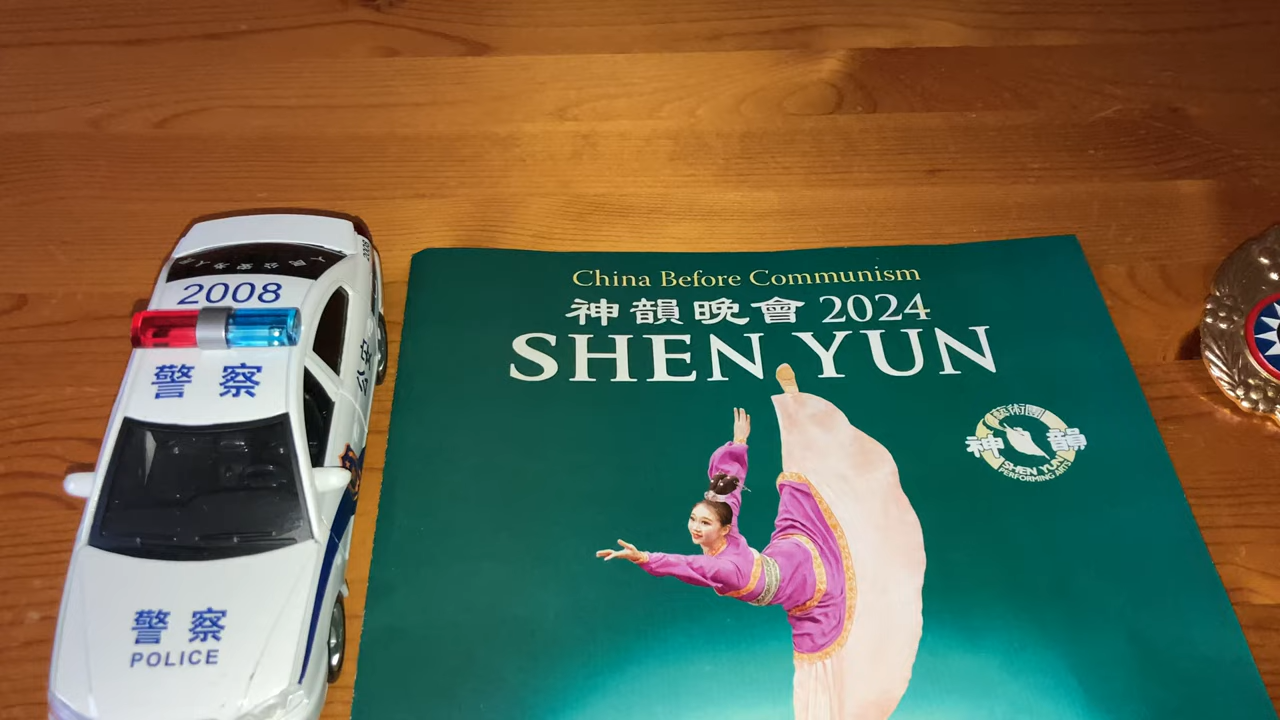 2008
警察
警察
POLICE
China Before Communism
神韻晚會 2024
SHEN YUN
藝術團
神韻
SHEN YUN
PERFORMING ARTS